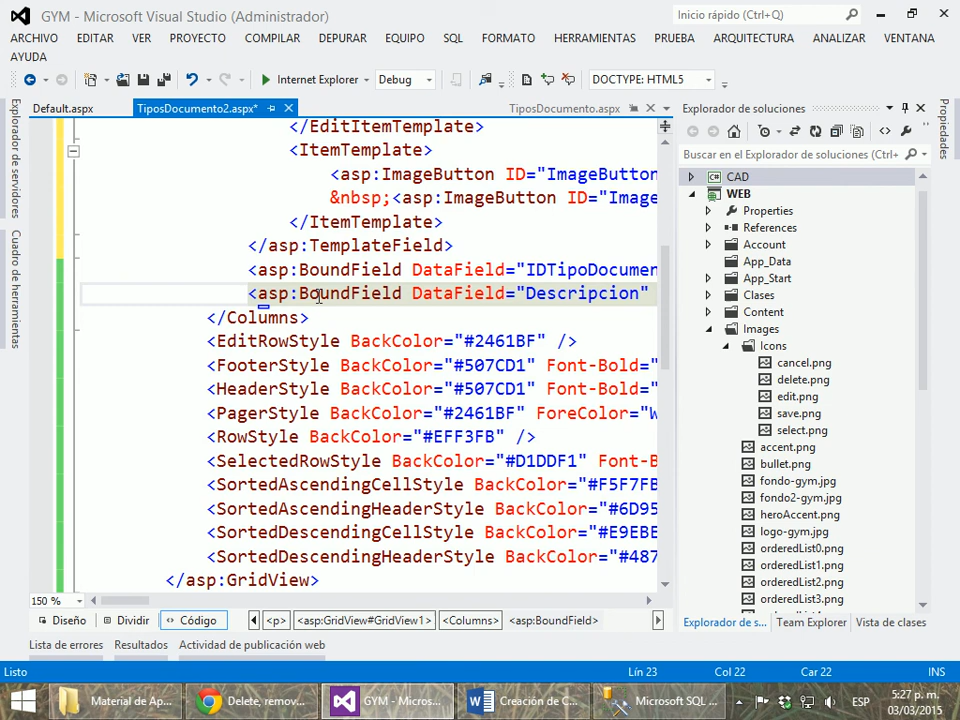 GYM - Microsoft Visual Studio (Administrador)
Inicio rápido (Ctrl+Q)
ARCHIVO EDITAR VER PROYECTO COMPILAR DEPURAR EQUIPO SQL FORMATO HERRAMIENTAS PRUEBA ARQUITECTURA ANALIZAR VENTANA
AYUDA
Internet Explorer Debug DOCTYPE: HTML5
Default.aspx TiposDocumento2.aspx* TiposDocumento.aspx
Explorador de servidores
Cuadro de herramientas
</EditItemTemplate>
<ItemTemplate>
<asp:ImageButton ID="ImageButton
&nbsp;<asp:ImageButton ID="Image
</ItemTemplate>
</asp:TemplateField>
<asp:BoundField DataField="IDTipoDocumen
<asp:BoundField DataField="Descripcion"
</Columns>
<EditRowStyle BackColor="#2461BF" />
<FooterStyle BackColor="#507CD1" Font-Bold=
<HeaderStyle BackColor="#507CD1" Font-Bold=
<PagerStyle BackColor="#2461BF" ForeColor="W
<RowStyle BackColor="#EFF3FB" />
<SelectedRowStyle BackColor="#D1DDF1" Font-B
<SortedAscendingCellStyle BackColor="#F5F7FB
<SortedAscendingHeaderStyle BackColor="#6D95
<SortedDescendingCellStyle BackColor="#E9EBE
<SortedDescendingHeaderStyle BackColor="#487
</asp:GridView>
150 %
Diseño Dividir Código <p> <asp:GridView#GridView1> <Columns> <asp:BoundField>
Explorador de soluciones
Buscar en el Explorador de soluciones (Ctrl+
CAD
WEB
Properties
References
Account
App_Data
App_Start
Clases
Content
Images
Icons
cancel.png
delete.png
edit.png
save.png
select.png
accent.png
bullet.png
fondo-gym.jpg
fondo2-gym.jpg
heroAccent.png
logo-gym.jpg
orderedList0.png
orderedList1.png
orderedList2.png
orderedList3.png
Explorador de s... Team Explorer Vista de clases
Propiedades
Lista de errores Resultados Actividad de publicación web
Listo Lín 23 Col 22 Car 22 INS
Material de Ap... Delete, remov... GYM - Micros... Creación de C... Microsoft SQL ... ESP
5:27 p. m.
03/03/2015